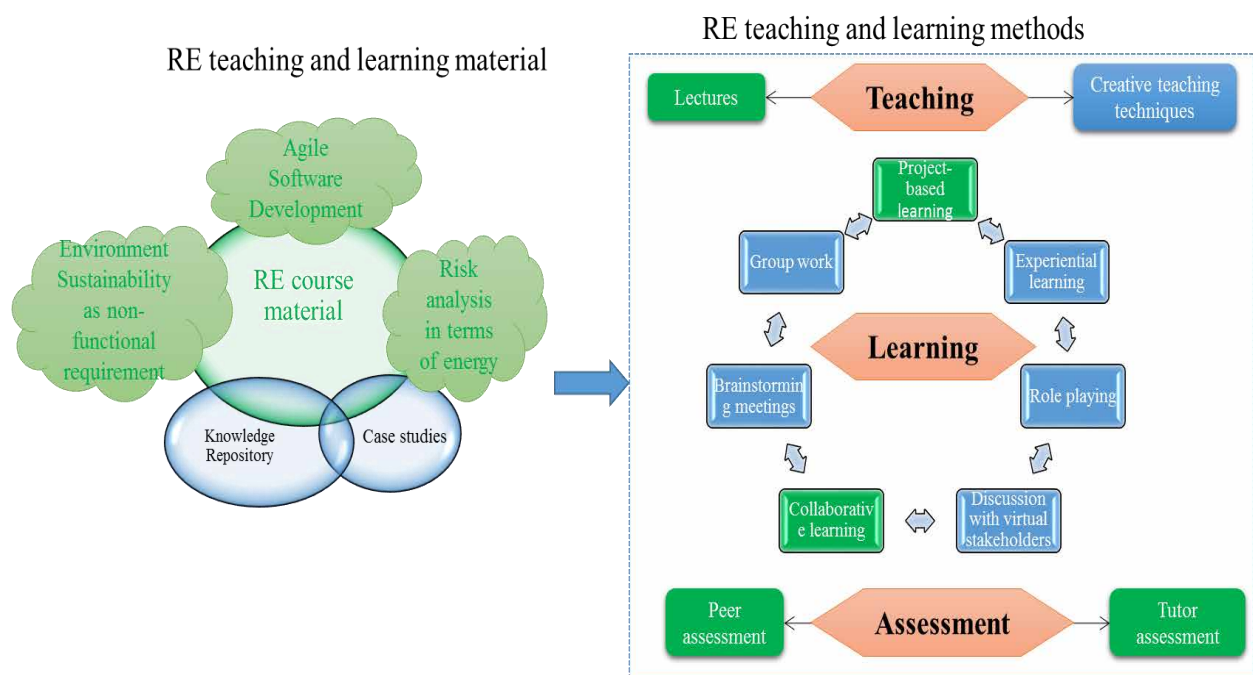 RE teaching and learning material
Agile
Software
Development
Environment
Sustainability
as non-
functional
requirement
RE course
material
Risk
analysis
in terms
of energy
Knowledge
Repository
Case studies
RE teaching and learning methods
Lectures
Teaching
Creative teaching
techniques
Project-
based
learning
Group work
Experiential
learning
Learning
Brainstormin
g meetings
Role playing
Collaborativ
e learning
Discussion
with virtual
stakeholders
Peer
assessment
Assessment
Tutor
assessment